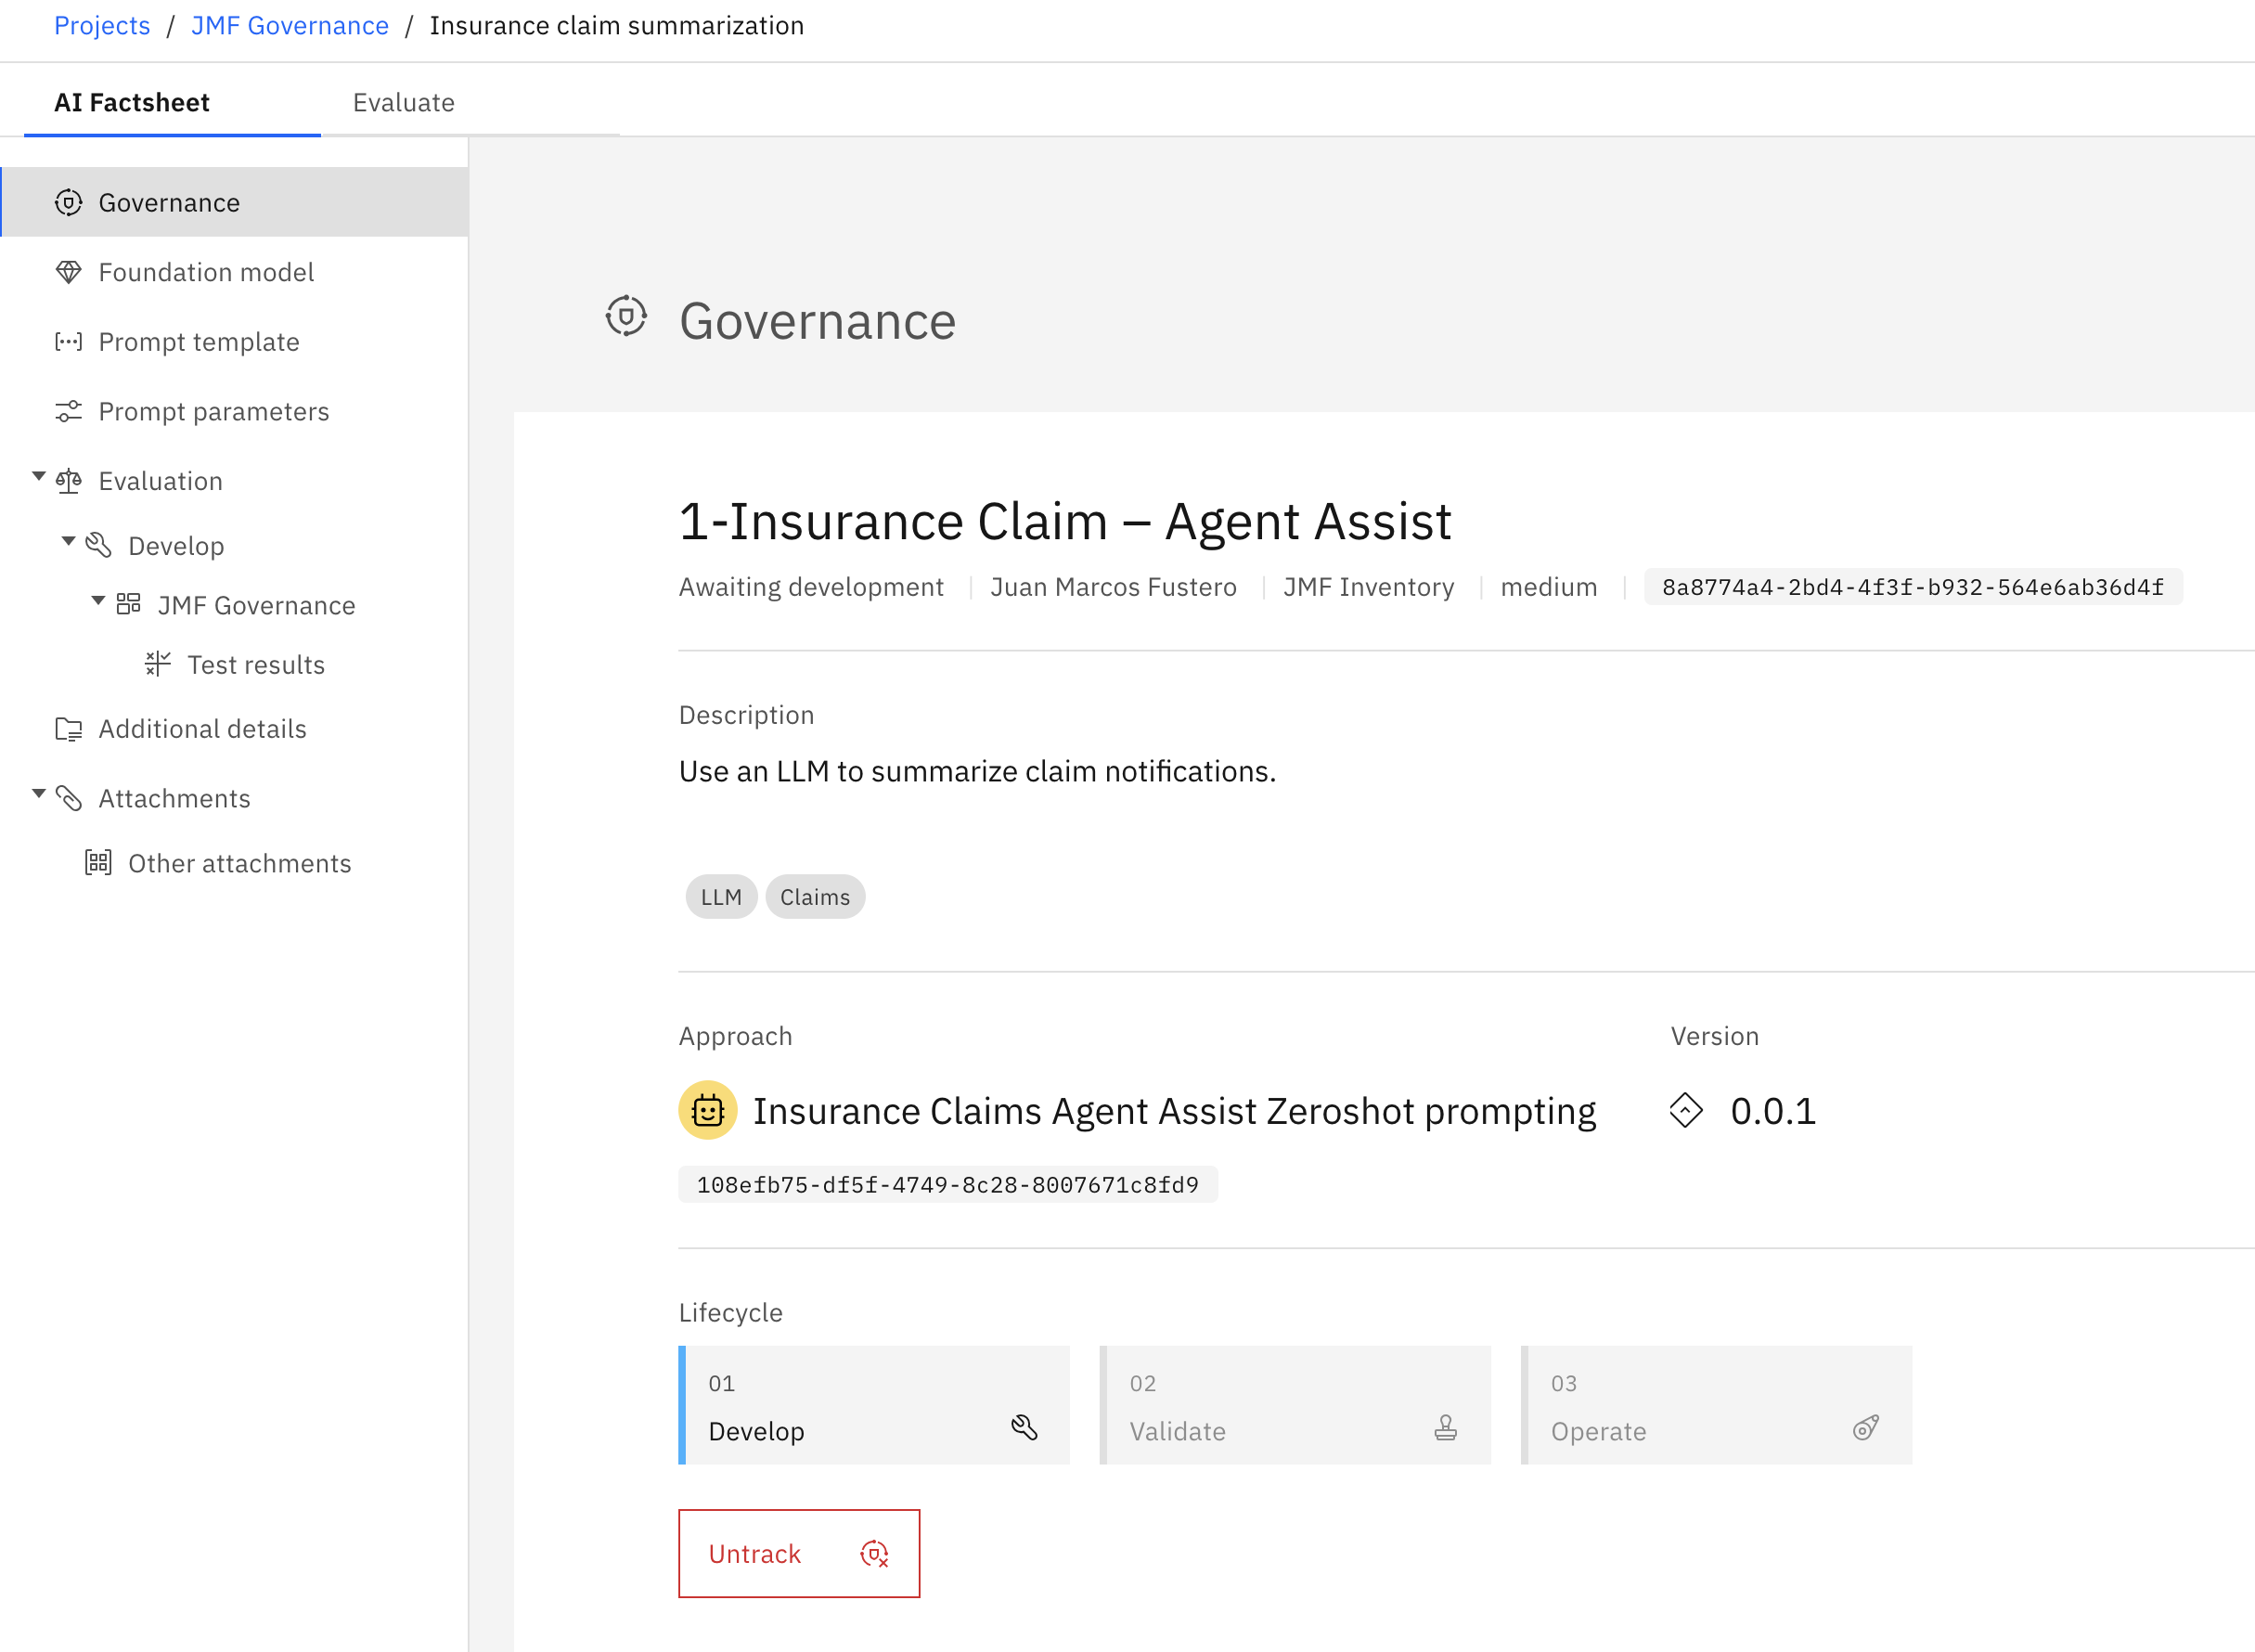 Projects / JMF Governance / Insurance claim summarization
AI Factsheet
Evaluate
Governance
Foundation model
Prompt template
Prompt parameters
Evaluation
Develop
JMF Governance
Test results
Additional details
Attachments
Other attachments
Governance
1-Insurance Claim – Agent Assist
Awaiting development | Juan Marcos Fustero | JMF Inventory | medium | 8a8774a4-2bd4-4f3f-b932-564e6ab36d4f
Description
Use an LLM to summarize claim notifications.
LLM Claims
Approach
Version
Insurance Claims Agent Assist Zeroshot prompting
0.0.1
108efb75-df5f-4749-8c28-8007671c8fd9
Lifecycle
01
Develop
02
Validate
03
Operate
Untrack